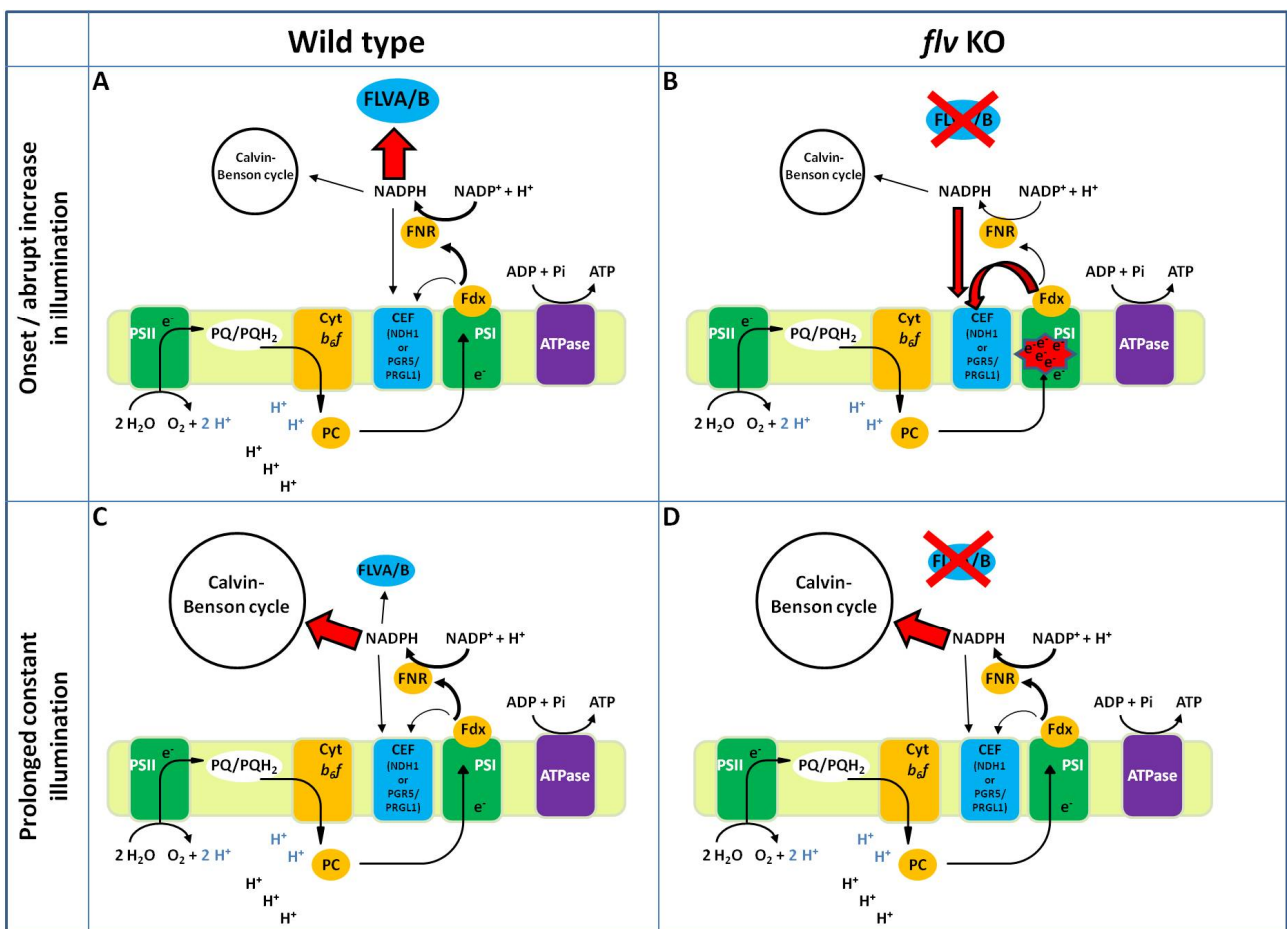 Wild type
flv KO
Onset / abrupt increase
in illumination
A
FLVA/B
Calvin-
Benson cycle
NADPH
NADP⁺ + H⁺
FNR
ADP + Pi
ATP
Fdx
PSII
e⁻
PQ/PQH₂
Cyt
b₆f
CEF
(NDH1
or
PGR5/
PRGL1)
PSI
e⁻
ATPase
2 H₂O
O₂ + 2 H⁺
H⁺
H⁺
PC
H⁺
H⁺
H⁺
B
FLVA/B
Calvin-
Benson cycle
NADPH
NADP⁺ + H⁺
FNR
ADP + Pi
ATP
Fdx
PSII
e⁻
PQ/PQH₂
Cyt
b₆f
CEF
(NDH1
or
PGR5/
PRGL1)
PSI
e⁻ e⁻ e⁻
e⁻ e⁻
e⁻
ATPase
2 H₂O
O₂ + 2 H⁺
H⁺
H⁺
PC
Prolonged constant
illumination
C
FLVA/B
Calvin-
Benson cycle
NADPH
NADP⁺ + H⁺
FNR
ADP + Pi
ATP
Fdx
PSII
e⁻
PQ/PQH₂
Cyt
b₆f
CEF
(NDH1
or
PGR5/
PRGL1)
PSI
e⁻
ATPase
2 H₂O
O₂ + 2 H⁺
H⁺
H⁺
PC
H⁺
H⁺
H⁺
D
FLVA/B
Calvin-
Benson cycle
NADPH
NADP⁺ + H⁺
FNR
ADP + Pi
ATP
Fdx
PSII
e⁻
PQ/PQH₂
Cyt
b₆f
CEF
(NDH1
or
PGR5/
PRGL1)
PSI
e⁻
ATPase
2 H₂O
O₂ + 2 H⁺
H⁺
H⁺
PC
H⁺
H⁺
H⁺